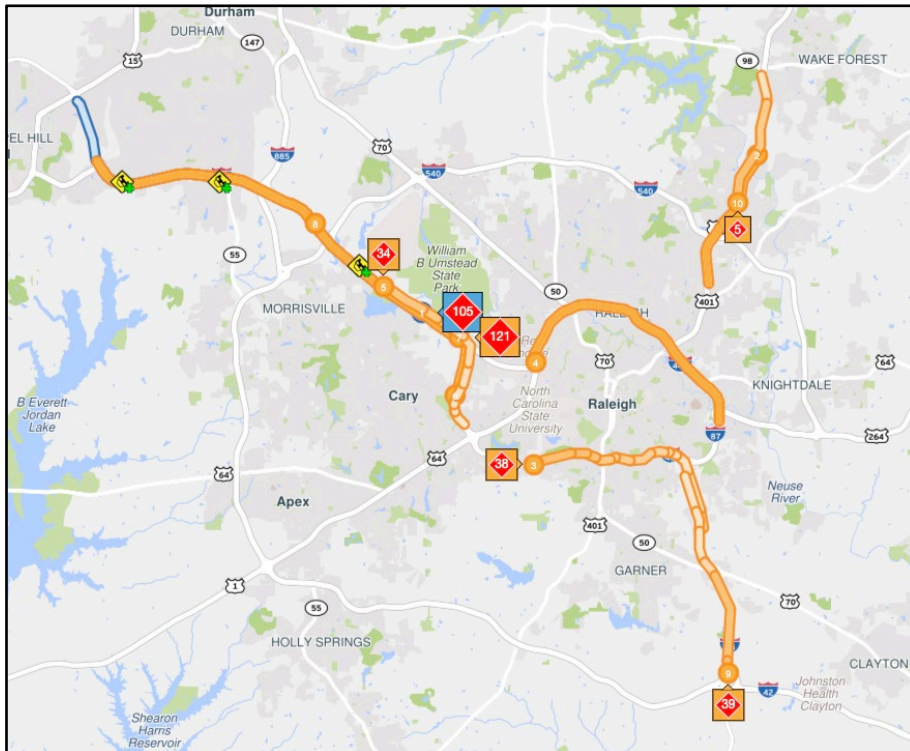 Durham
DURHAM
147
15
98
WAKE FOREST
PEL HILL
885
70
540
540
2
10
5
8
55
34
William
B Umstead
State
Park
5
50
401
MORRISVILLE
1
105
RALEIGH
121
4
70
64
KNIGHTDALE
B Everett
Jordan
Lake
Cary
North
Carolina
State
University
Raleigh
87
264
64
38
3
64
Neuse
River
Apex
401
50
GARNER
1
70
55
HOLLY SPRINGS
CLAYTON
9
42
Johnston
Health
Clayton
39
Shearon
Harris
Reservoir